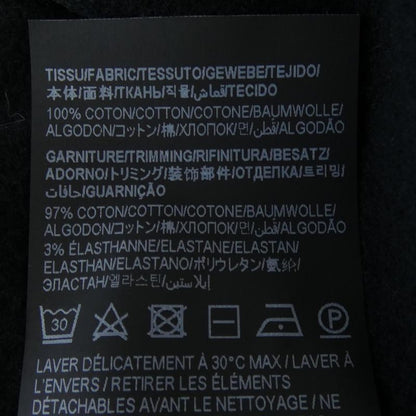 TISSU/FABRIC/TESSUTO/GEWEBE/TEJIDO/
本体/面料/ТКАНЬ/직물/قماش/TECIDO
100% COTON/COTTON/COTONE/BAUMWOLLE/
ALGODON/コットン/棉/ХЛОПОК/면/قطن/ALGODÃO
GARNITURE/TRIMMING/RIFINITURA/BESATZ/
ADORNO/トリミング/装饰部件/ОТДЕЛКА/트리밍/
حافات/GUARNIÇÃO
97% COTON/COTTON/COTONE/BAUMWOLLE/
ALGODON/コットン/棉/ХЛОПОК/면/قطن/ALGODÃO
3% ÉLASTHANNE/ELASTANE/ELASTAN/
ELASTHAN/ELASTANO/ポリウレタン/氨纶/
ЭЛАСТАН/엘라스틴/إيلاستين
30 P
LAVER DÉLICATEMENT À 30°C MAX / LAVER À
L'ENVERS / RETIRER LES ÉLÉMENTS
DÉTACHABLES AVANT LE NETTOYAGE / NE